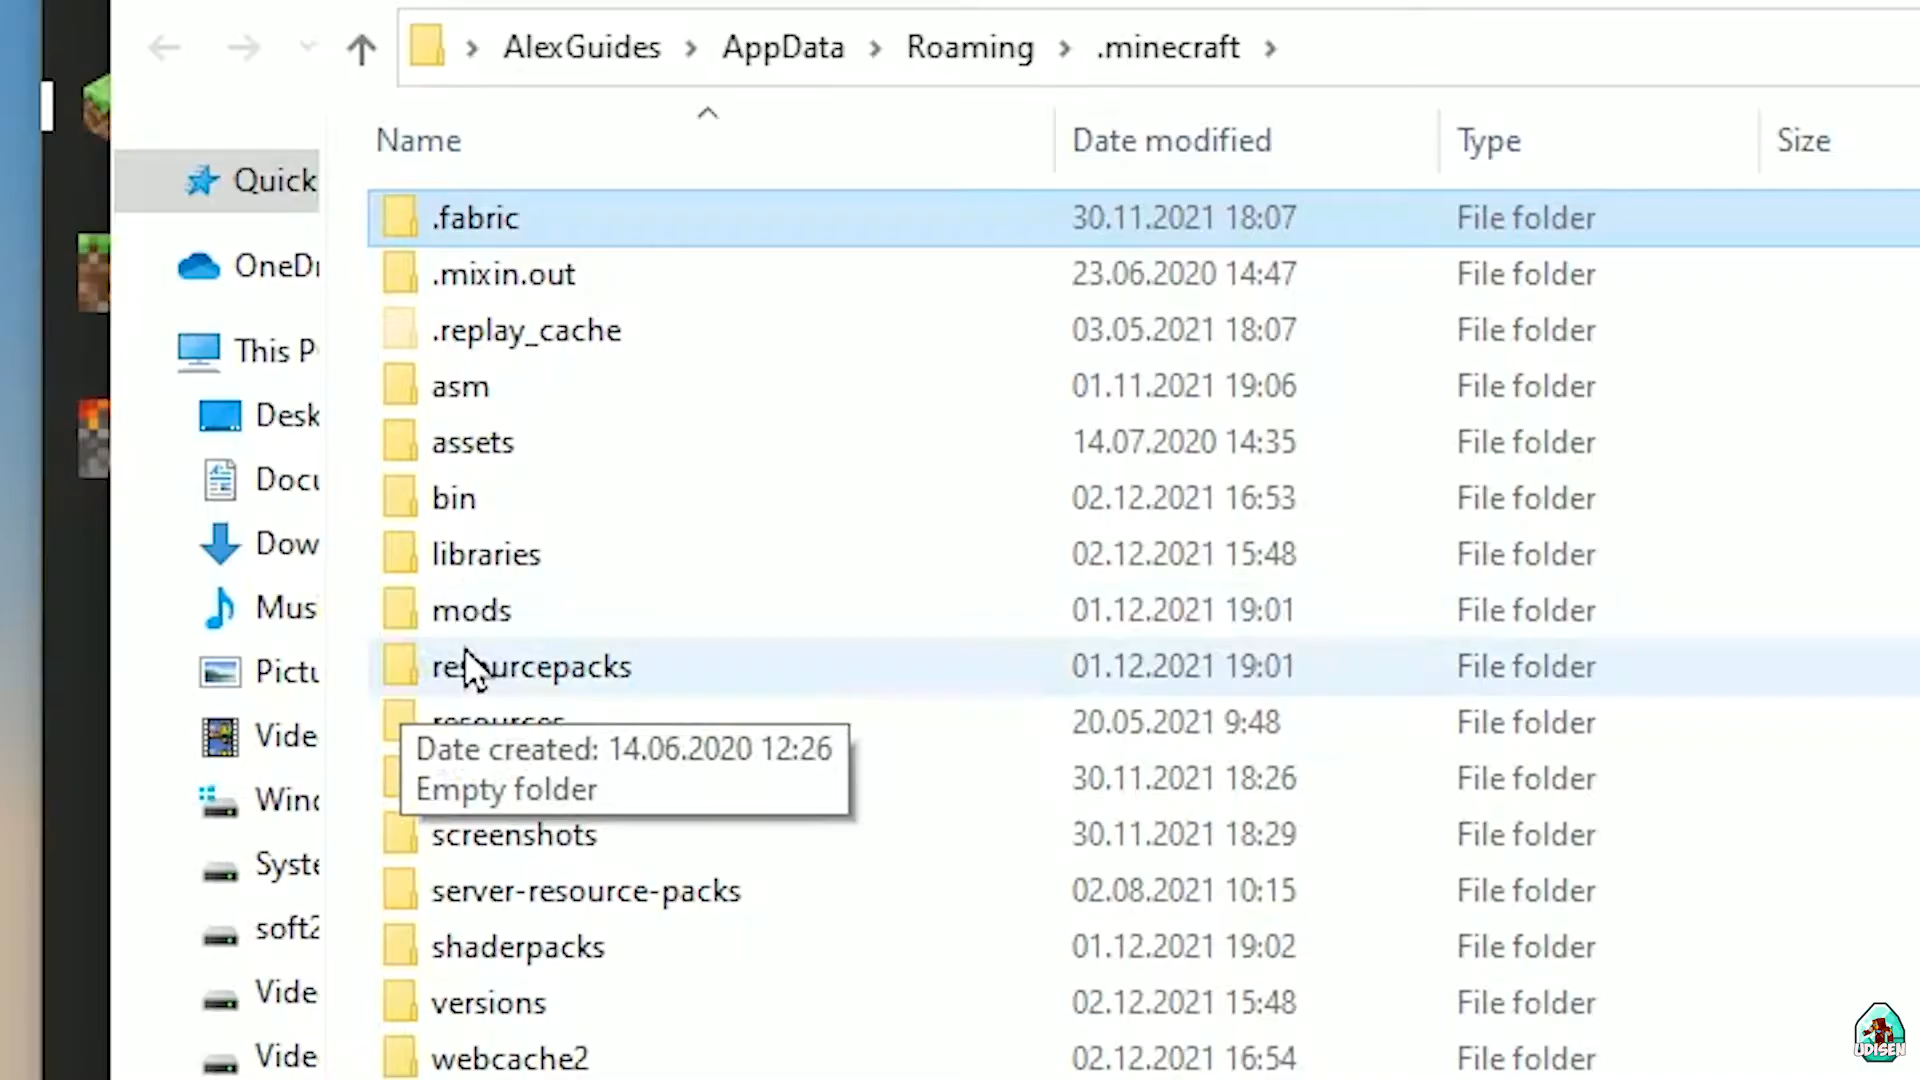 AlexGuides > AppData > Roaming > .minecraft >
Name Date modified Type Size
Quick
.fabric 30.11.2021 18:07 File folder
.mixin.out 23.06.2020 14:47 File folder
OneDr
.replay_cache 03.05.2021 18:07 File folder
This P
asm 01.11.2021 19:06 File folder
Desk
assets 14.07.2020 14:35 File folder
Docu
bin 02.12.2021 16:53 File folder
Dow
libraries 02.12.2021 15:48 File folder
Musi
mods 01.12.2021 19:01 File folder
Pictu
resourcepacks 01.12.2021 19:01 File folder
Vide
resources 20.05.2021 9:48 File folder
Date created: 14.06.2020 12:26
Empty folder
30.11.2021 18:26 File folder
Wind
screenshots 30.11.2021 18:29 File folder
Syste
server-resource-packs 02.08.2021 10:15 File folder
soft2
shaderpacks 01.12.2021 19:02 File folder
Vide
versions 02.12.2021 15:48 File folder
Vide
webcache2 02.12.2021 16:54 File folder
UDISEN